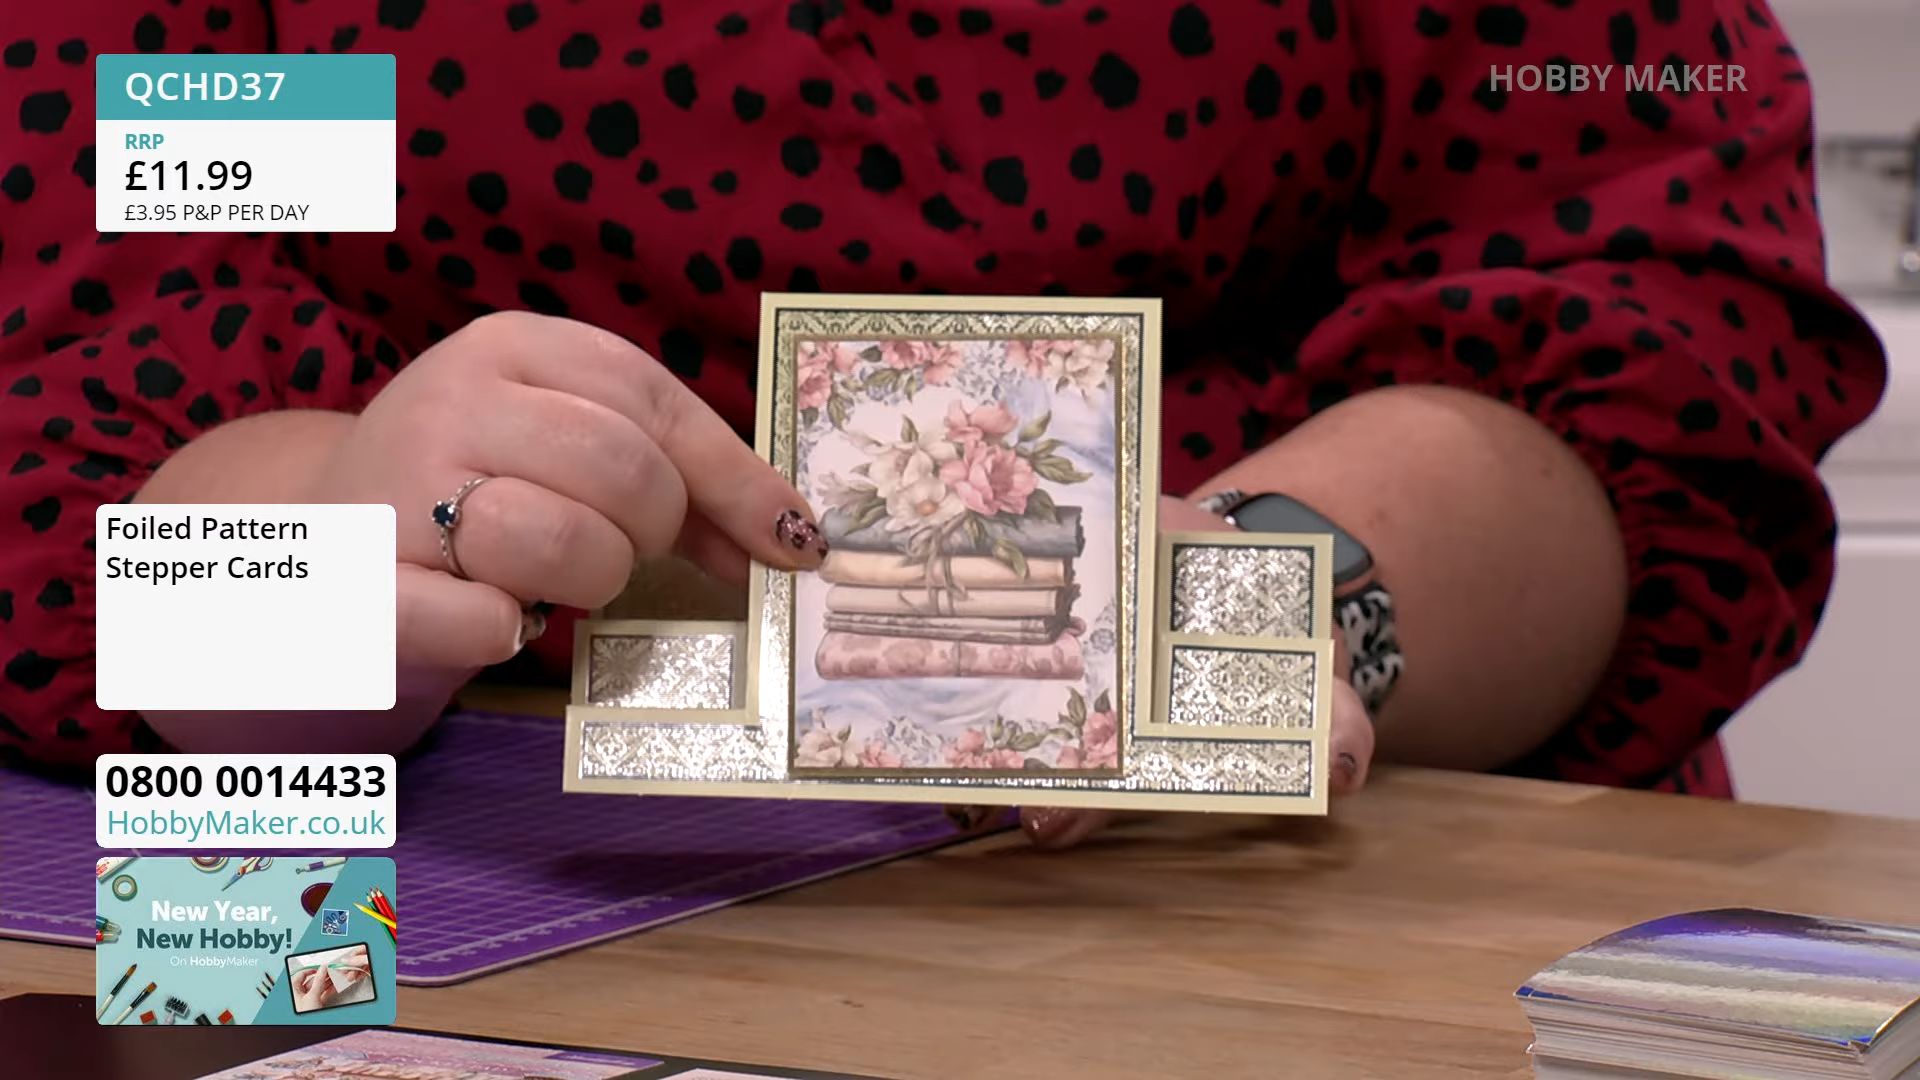 QCHD37
RRP
£11.99
£3.95 P&P PER DAY
HOBBY MAKER
Foiled Pattern
Stepper Cards
0800 0014433
HobbyMaker.co.uk
New Year,
New Hobby!
On HobbyMaker